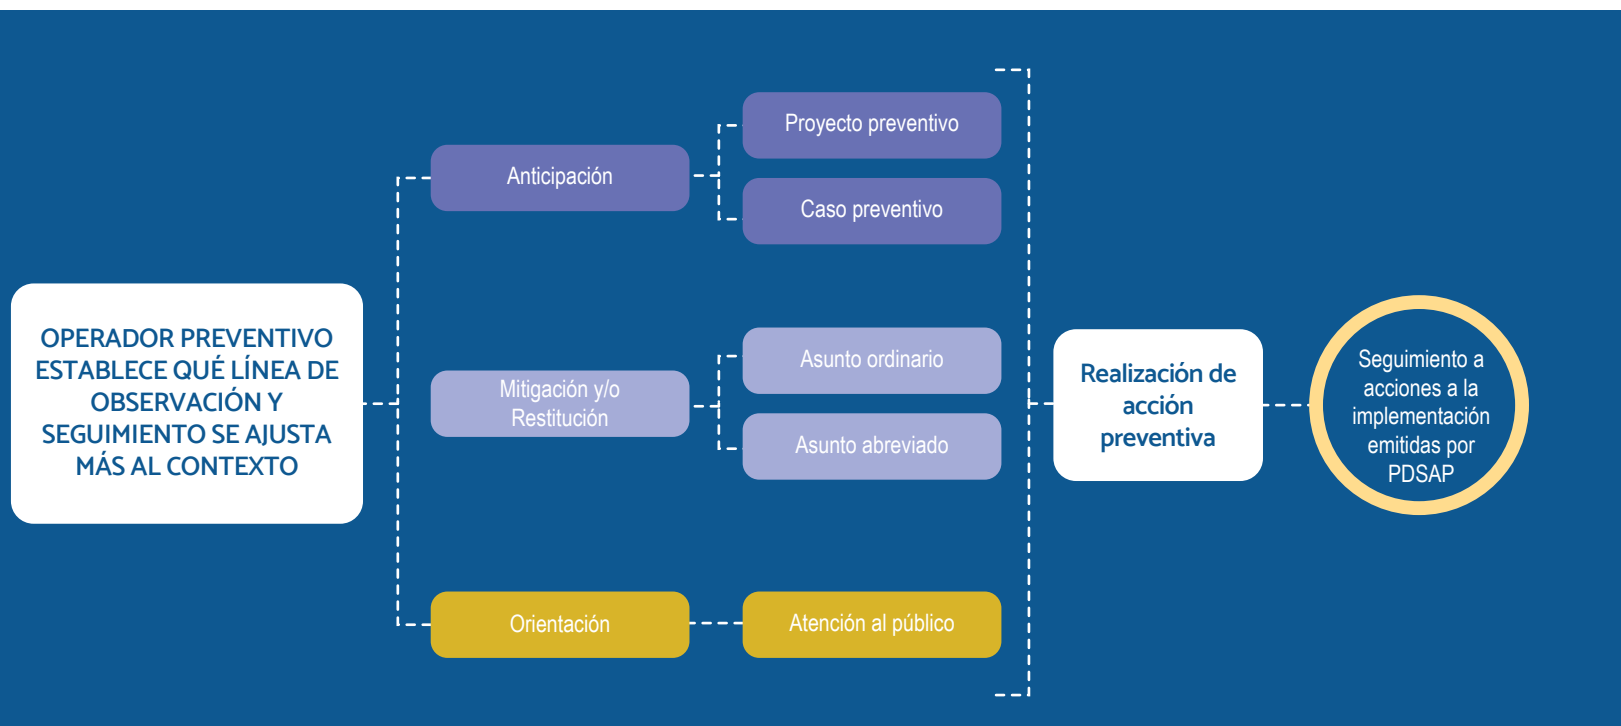 OPERADOR PREVENTIVO
ESTABLECE QUÉ LÍNEA DE
OBSERVACIÓN Y
SEGUIMIENTO SE AJUSTA
MÁS AL CONTEXTO
Anticipación
Proyecto preventivo
Caso preventivo
Mitigación y/o
Restitución
Asunto ordinario
Asunto abreviado
Orientación
Atención al público
Realización de
acción
preventiva
Seguimiento a
acciones a la
implementación
emitidas por
PDSAP